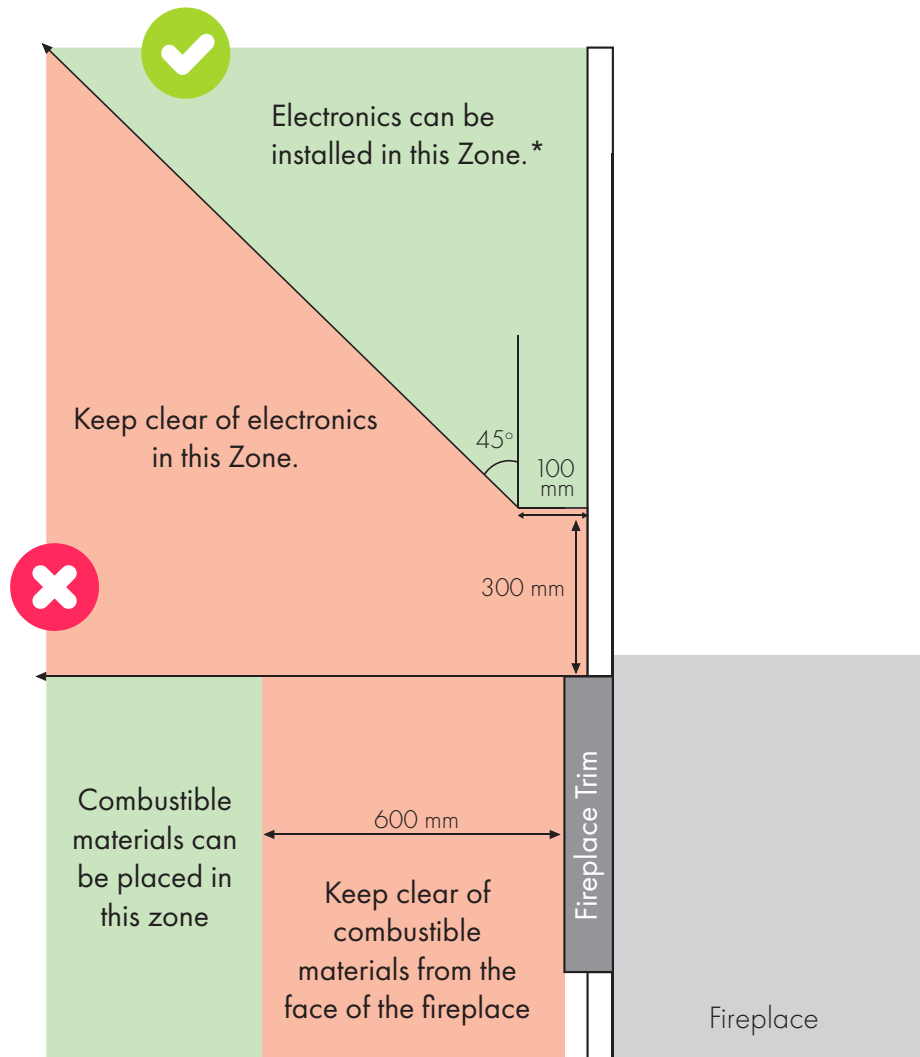 Electronics can be
installed in this Zone.*
Keep clear of electronics
in this Zone.
45°
100
mm
300 mm
Combustible
materials can
be placed in
this zone
600 mm
Keep clear of
combustible
materials from the
face of the fireplace
Fireplace Trim
Fireplace